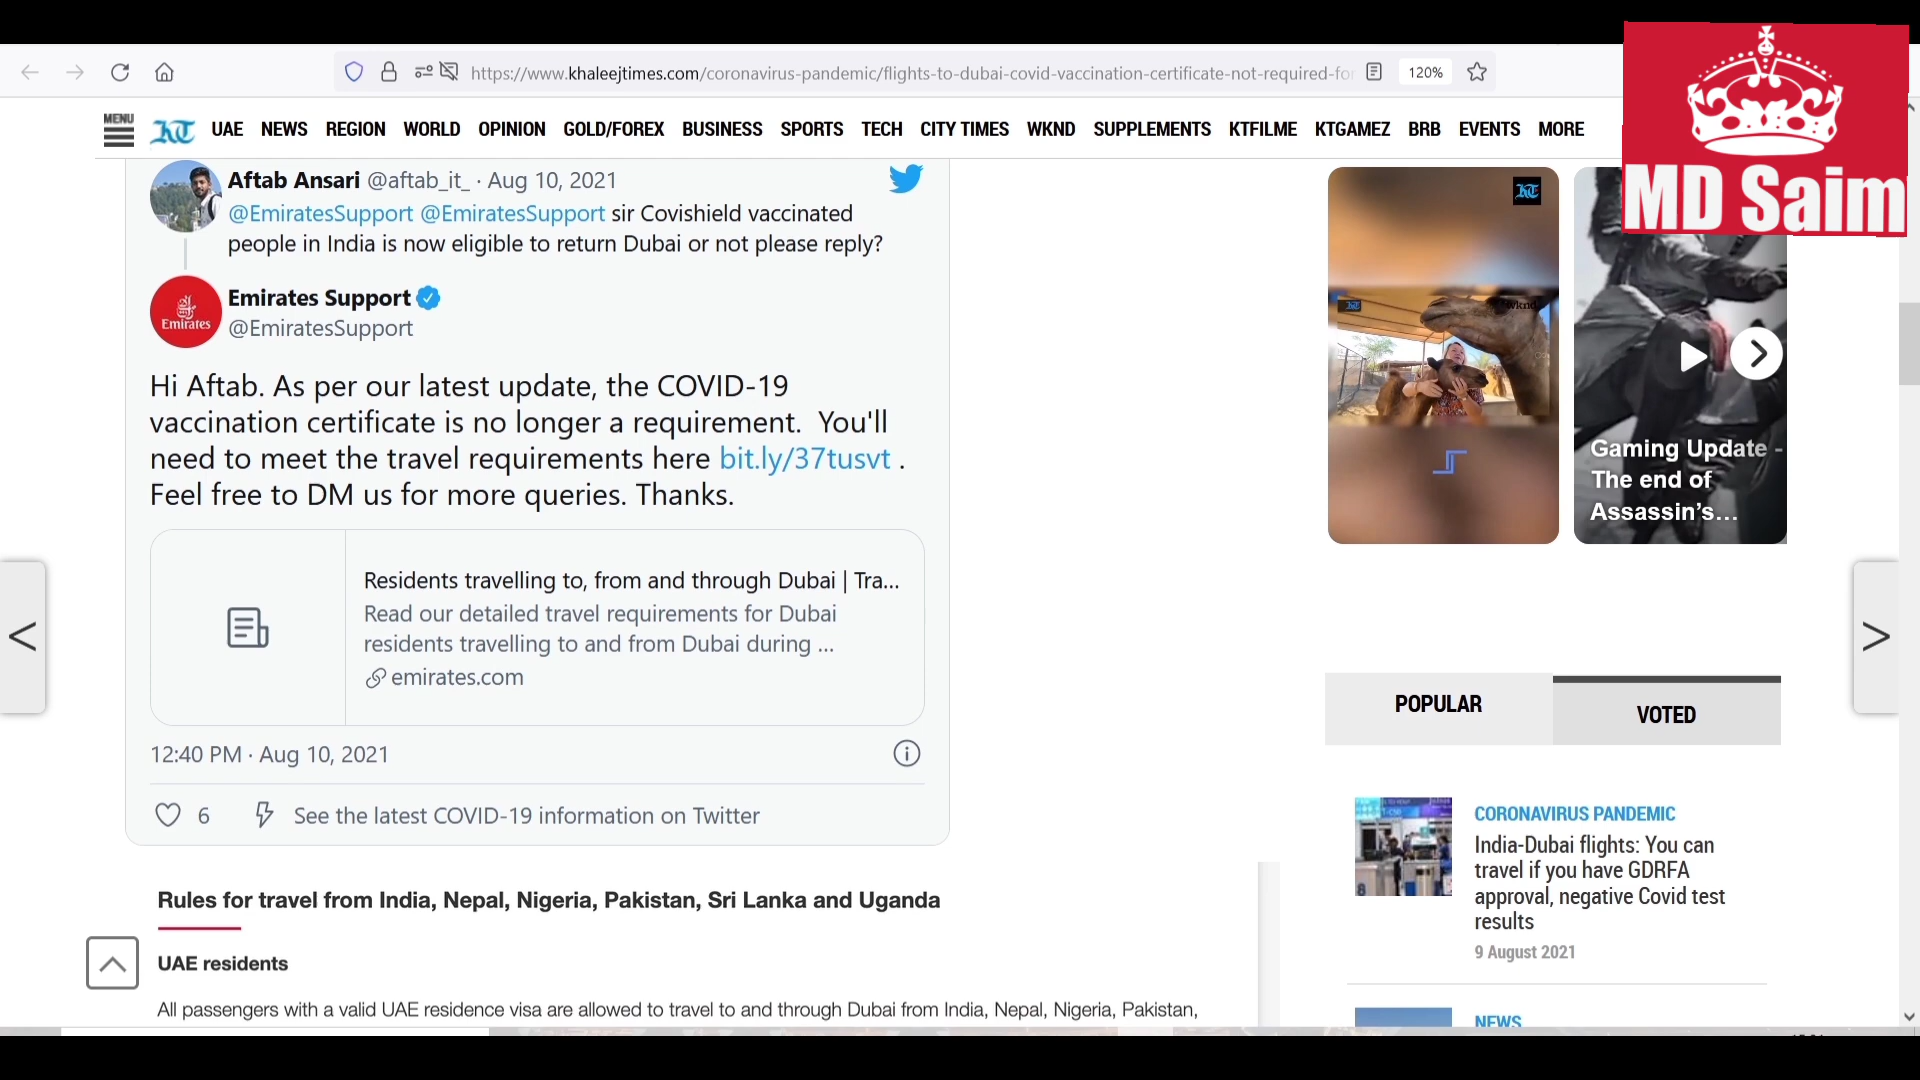 https://www.khaleejtimes.com/coronavirus-pandemic/flights-to-dubai-covid-vaccination-certificate-not-required-for
120%
MD Saim
MENU
KT
UAE NEWS REGION WORLD OPINION GOLD/FOREX BUSINESS SPORTS TECH CITY TIMES WKND SUPPLEMENTS KTFILME KTGAMEZ BRB EVENTS MORE
Aftab Ansari @aftab_it_ · Aug 10, 2021
@EmiratesSupport @EmiratesSupport sir Covishield vaccinated
people in India is now eligible to return Dubai or not please reply?
Emirates
Emirates Support
@EmiratesSupport
Hi Aftab. As per our latest update, the COVID-19
vaccination certificate is no longer a requirement.  You'll
need to meet the travel requirements here bit.ly/37tusvt .
Feel free to DM us for more queries. Thanks.
Residents travelling to, from and through Dubai | Tra...
Read our detailed travel requirements for Dubai
residents travelling to and from Dubai during ...
emirates.com
12:40 PM · Aug 10, 2021
6
See the latest COVID-19 information on Twitter
Rules for travel from India, Nepal, Nigeria, Pakistan, Sri Lanka and Uganda
UAE residents
All passengers with a valid UAE residence visa are allowed to travel to and through Dubai from India, Nepal, Nigeria, Pakistan,
KT
KT
wknd
Gaming Update -
The end of
Assassin's...
POPULAR
VOTED
CORONAVIRUS PANDEMIC
India-Dubai flights: You can
travel if you have GDRFA
approval, negative Covid test
results
9 August 2021
NEWS